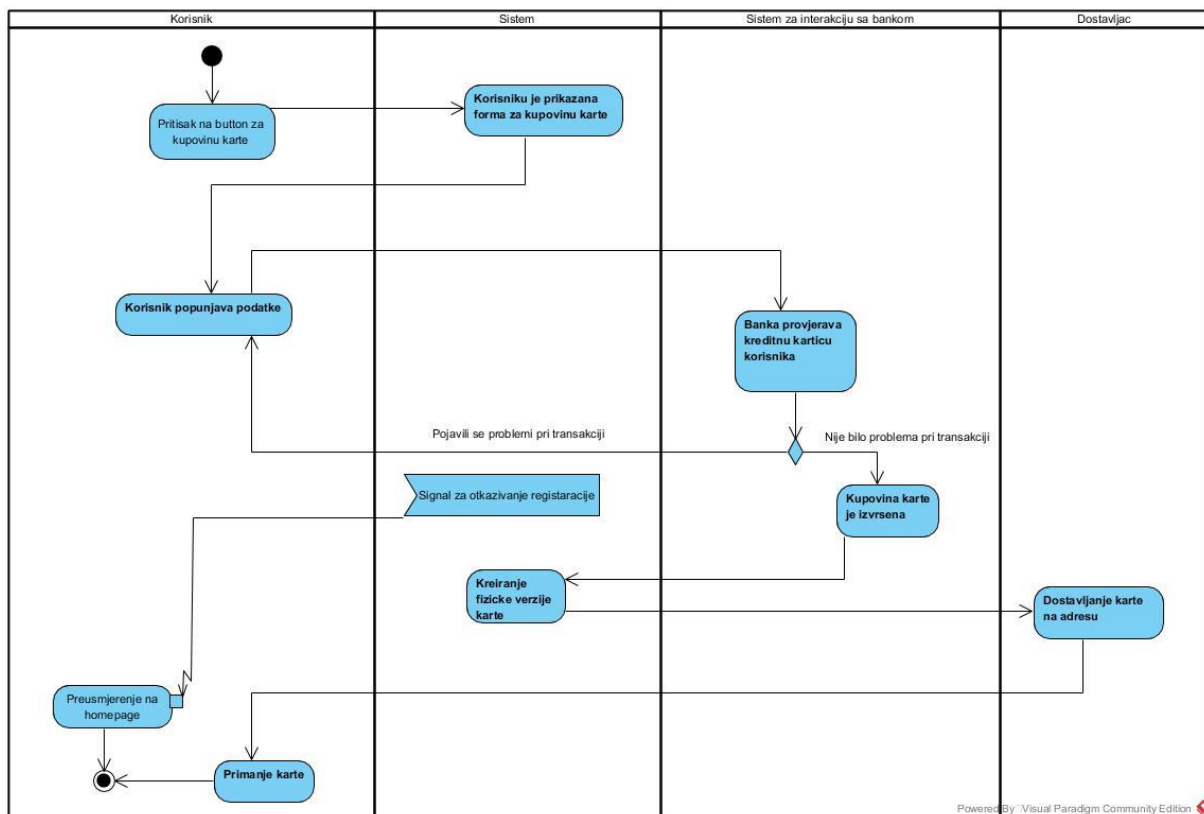 Korisnik
Sistem
Sistem za interakciju sa bankom
Dostavljac
Pritisak na button za
kupovinu karte
Korisniku je prikazana
forma za kupovinu karte
Korisnik popunjava podatke
Banka provjerava
kreditnu karticu
korisnika
Pojavili se problemi pri transakciji
Nije bilo problema pri transakciji
Signal za otkazivanje registaracije
Kupovina karte
je izvrsena
Kreiranje
fizicke verzije
karte
Dostavljanje karte
na adresu
Preusmjerenje na
homepage
Primanje karte
Powered By Visual Paradigm Community Edition